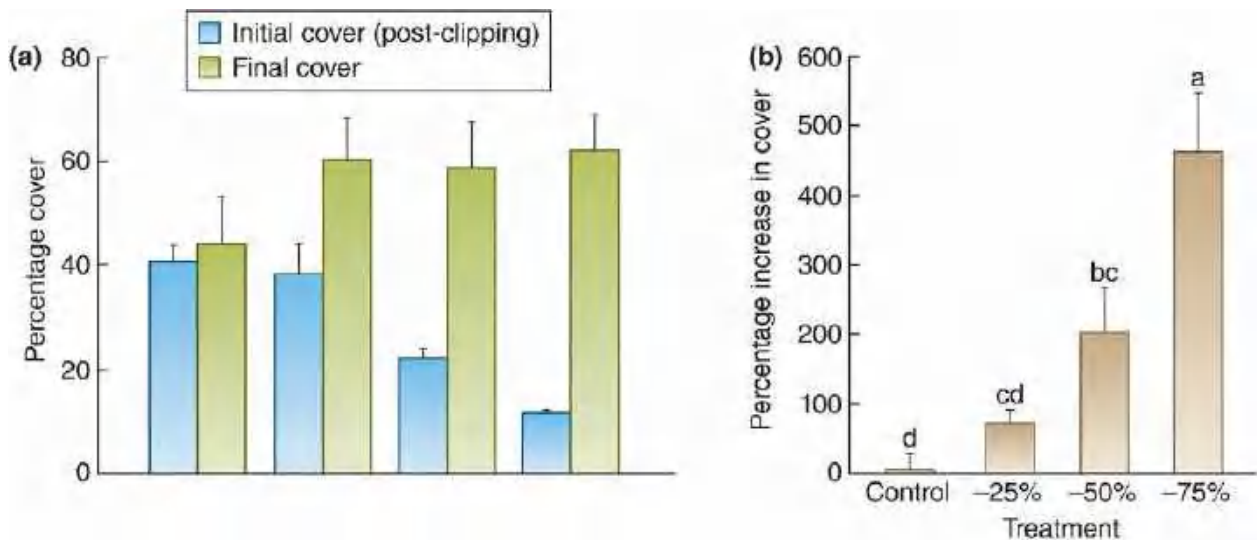 (a)
Initial cover (post-clipping)
Final cover
Percentage cover
80
60
40
20
0
(b)
Percentage increase in cover
600
500
400
300
200
100
0
d
cd
bc
a
Control
–25%
–50%
–75%
Treatment